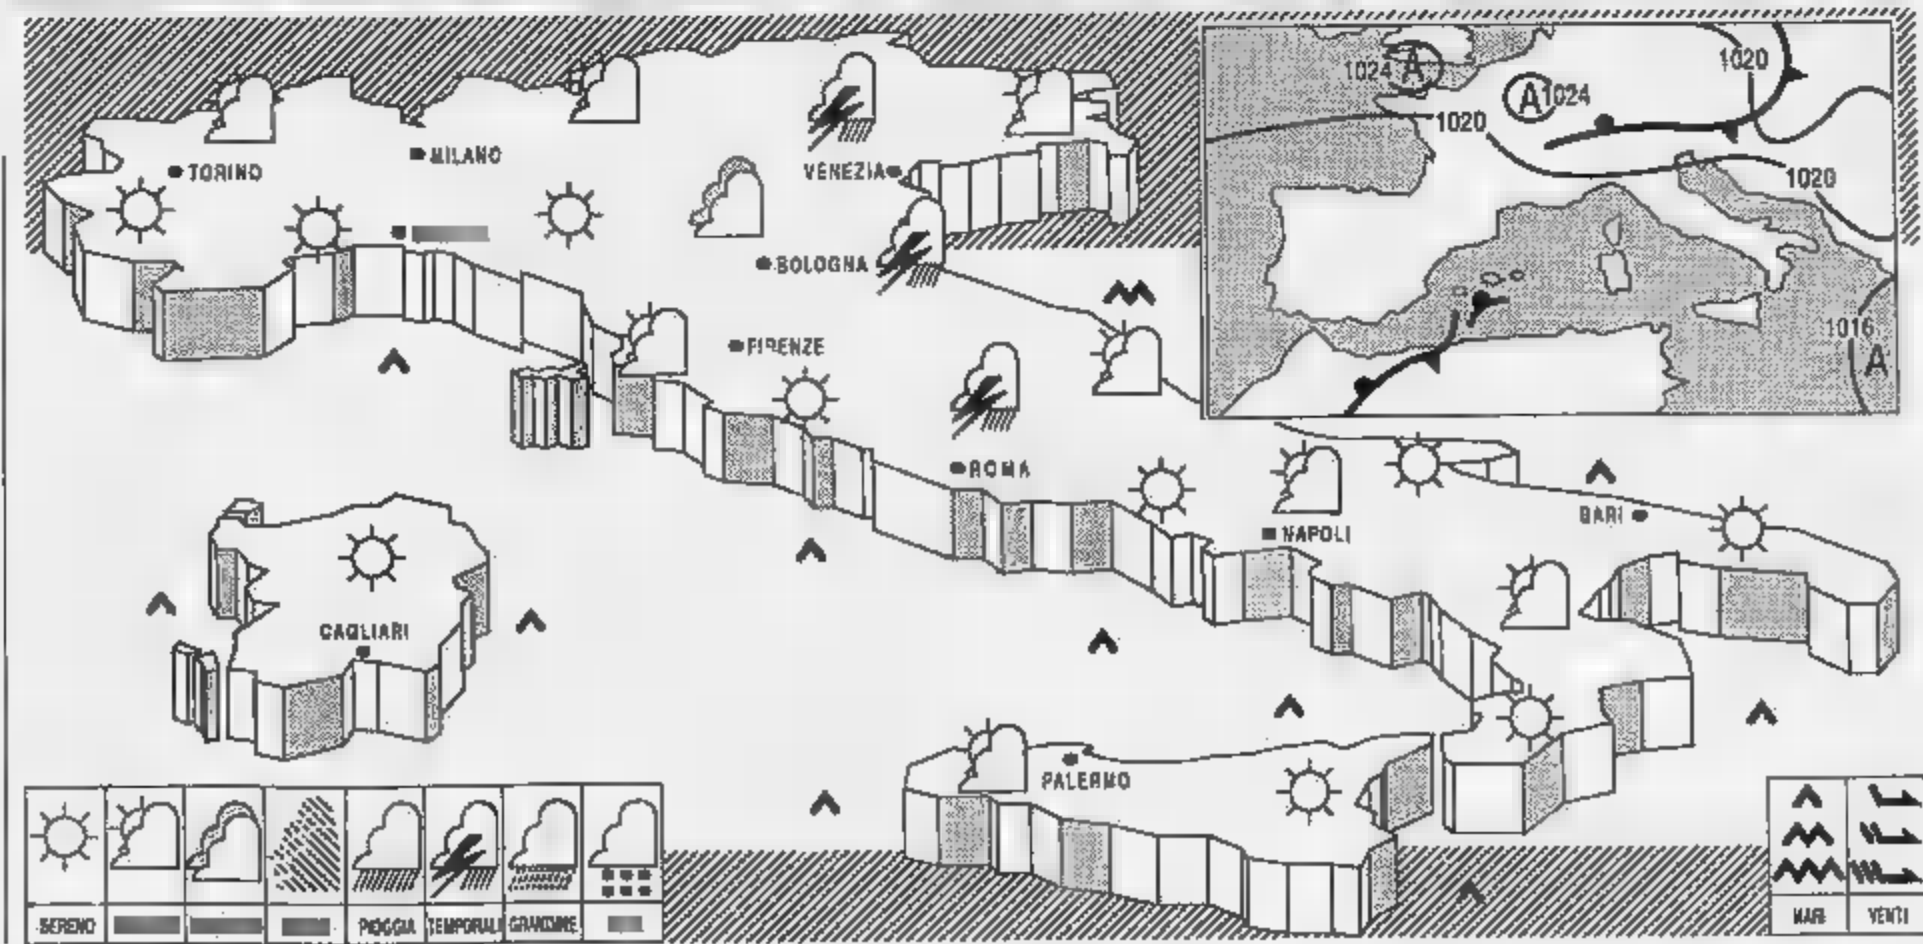 1024 A
1020
A 1024
1020
1020
1016
A
TORINO
MILANO
VENEZIA
BOLOGNA
FIRENZE
ROMA
NAPOLI
BARI
CAGLIARI
PALERMO
SERENO PIOGGIA TEMPORALI GRANDINE
MARI VENTI